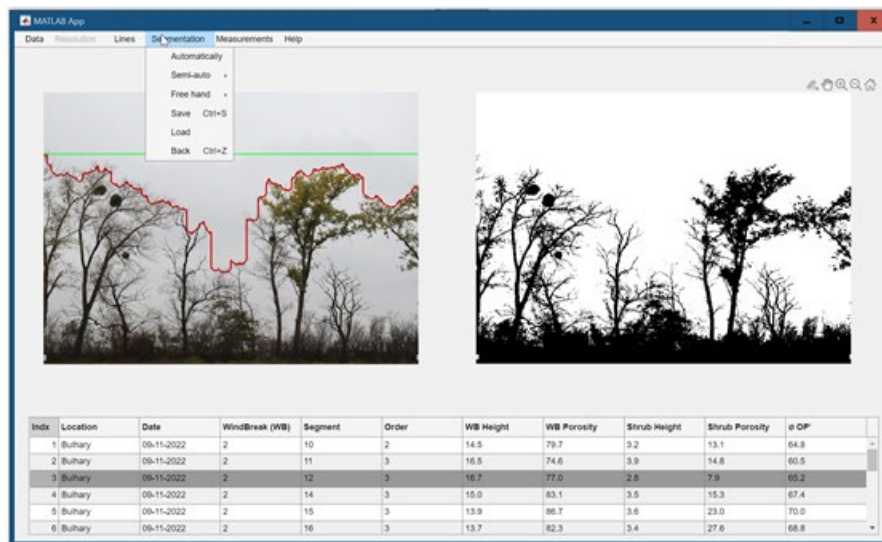 MATLAB App
Data Resolution Lines Segmentation Measurements Help
Automatically
Semi-auto
Free hand
Save Ctrl+S
Load
Back Ctrl+Z
Indx Location Date WindBreak (WB) Segment Order WB Height WB Porosity Shrub Height Shrub Porosity ø OP'
1 Bulhary 09-11-2022 2 10 2 14.5 79.7 3.2 13.1 64.8
2 Bulhary 09-11-2022 2 11 3 16.5 74.6 3.9 14.8 60.5
3 Bulhary 09-11-2022 2 12 3 16.7 77.0 2.8 7.9 65.2
4 Bulhary 09-11-2022 2 14 3 15.0 83.1 3.5 15.3 67.4
5 Bulhary 09-11-2022 2 15 3 13.9 86.7 3.6 23.0 70.0
6 Bulhary 09-11-2022 2 16 3 13.7 82.3 3.4 27.6 68.8